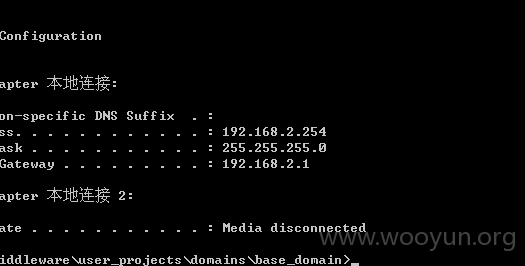 Configuration
apter 本地连接:
on-specific DNS Suffix  . :
ss. . . . . . . . . . . . : 192.168.2.254
ask . . . . . . . . . . . : 255.255.255.0
Gateway . . . . . . . . . : 192.168.2.1
apter 本地连接 2:
ate . . . . . . . . . . . : Media disconnected
www.wooyun.org
iddleware\user_projects\domains\base_domain>_